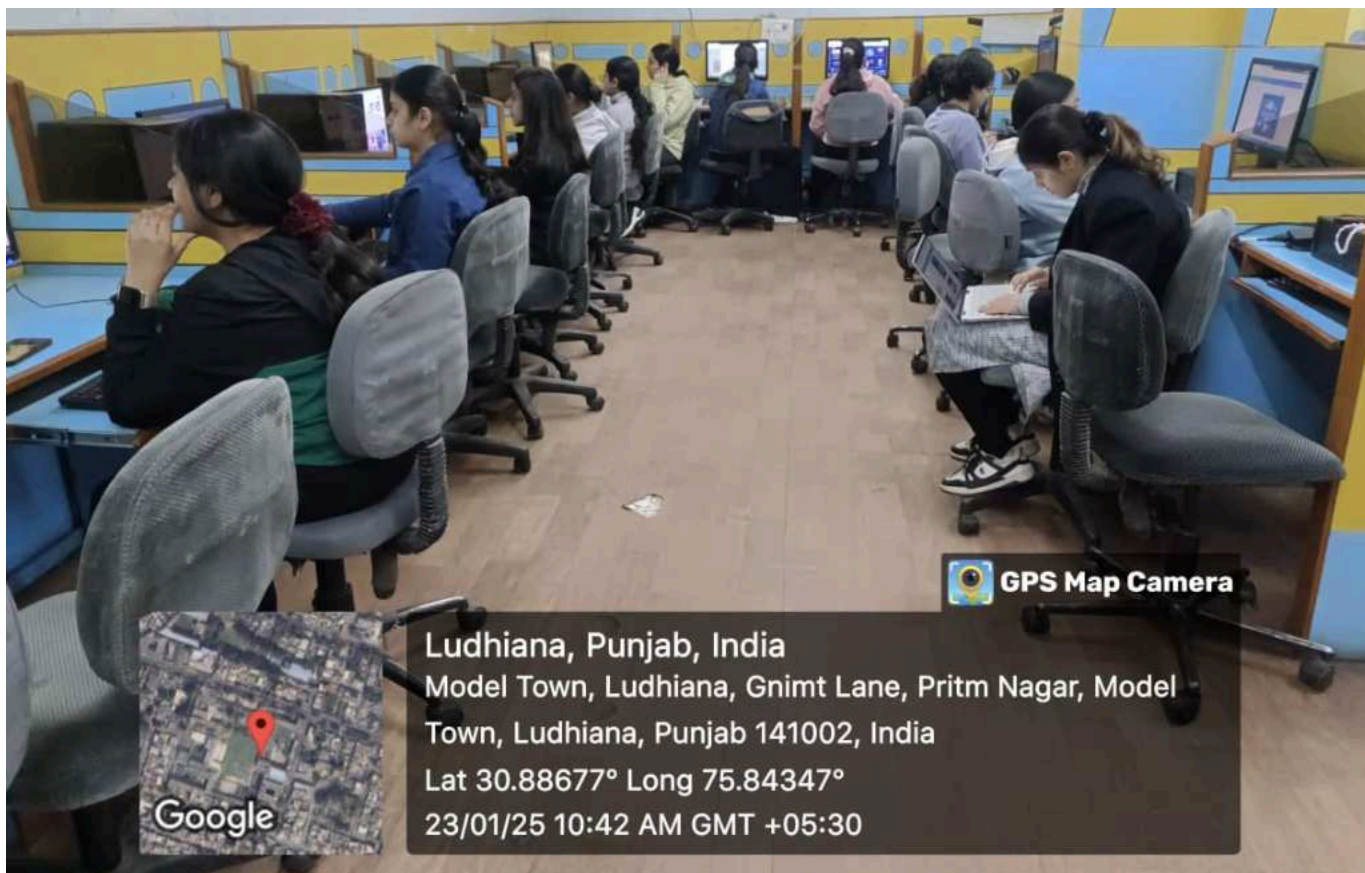 GPS Map Camera
Ludhiana, Punjab, India
Model Town, Ludhiana, Gnimt Lane, Pritm Nagar, Model
Town, Ludhiana, Punjab 141002, India
Lat 30.88677° Long 75.84347°
23/01/25 10:42 AM GMT +05:30
Google